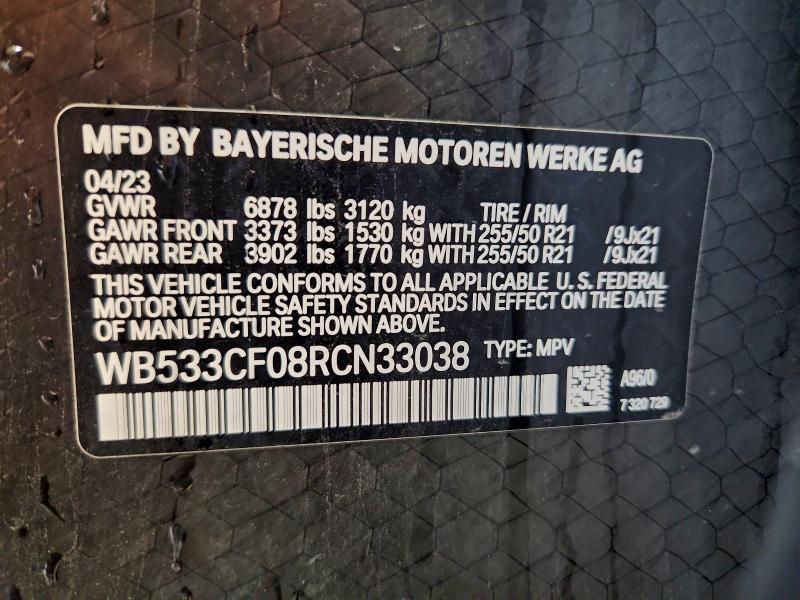 MFD BY BAYERISCHE MOTOREN WERKE AG
04/23
GVWR 6878 lbs 3120 kg TIRE / RIM
GAWR FRONT 3373 lbs 1530 kg WITH 255/50 R21 /9Jx21
GAWR REAR 3902 lbs 1770 kg WITH 255/50 R21 /9Jx21
THIS VEHICLE CONFORMS TO ALL APPLICABLE U.S. FEDERAL
MOTOR VEHICLE SAFETY STANDARDS IN EFFECT ON THE DATE
OF MANUFACTURE SHOWN ABOVE.
WB533CF08RCN33038 TYPE: MPV
A96/0
7 320 729